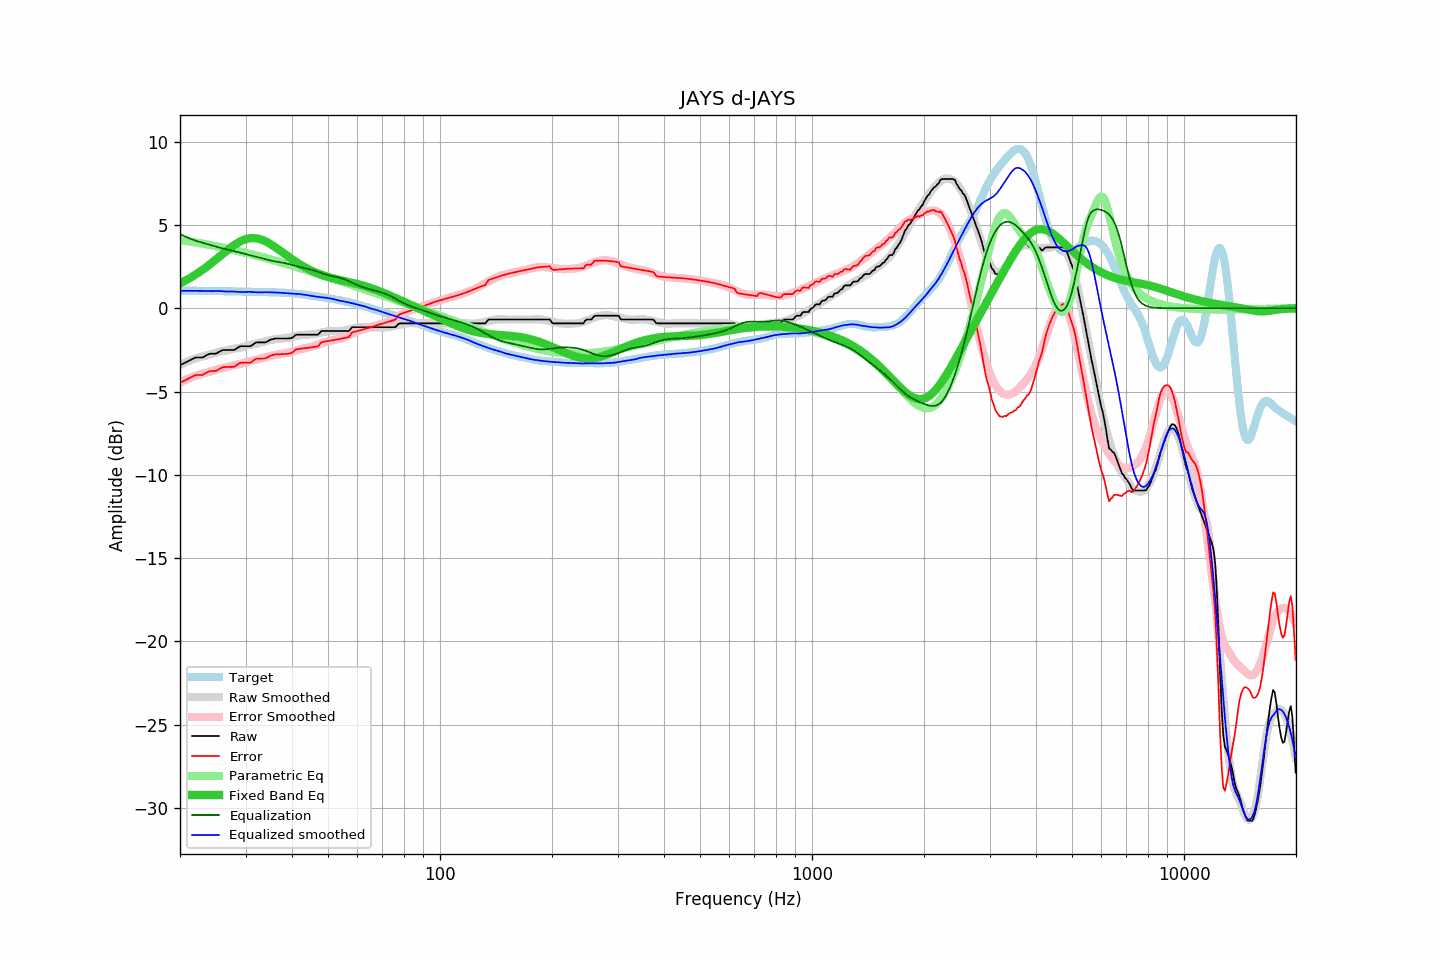 JAYS d-JAYS
10
5
0
−5
−10
−15
−20
−25
−30
Amplitude (dBr)
Target
Raw Smoothed
Error Smoothed
Raw
Error
Parametric Eq
Fixed Band Eq
Equalization
Equalized smoothed
100
1000
10000
Frequency (Hz)